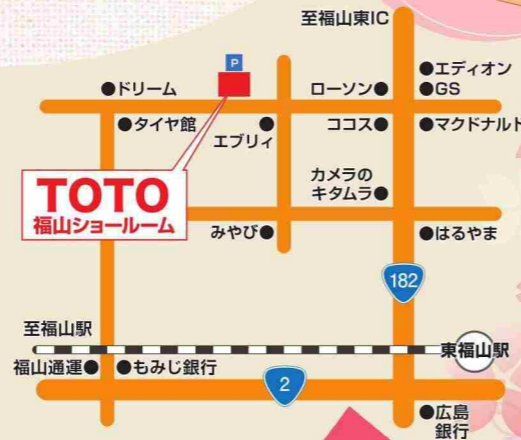 至福山東IC
P
●エディオン
●ドリーム
ローソン●
●GS
●タイヤ館
エブリィ
ココス●
●マクドナルド
TOTO
福山ショールーム
カメラの
キタムラ●
みやび●
●はるやま
182
至福山駅
東福山駅
福山通運●
●もみじ銀行
2
●広島
銀行